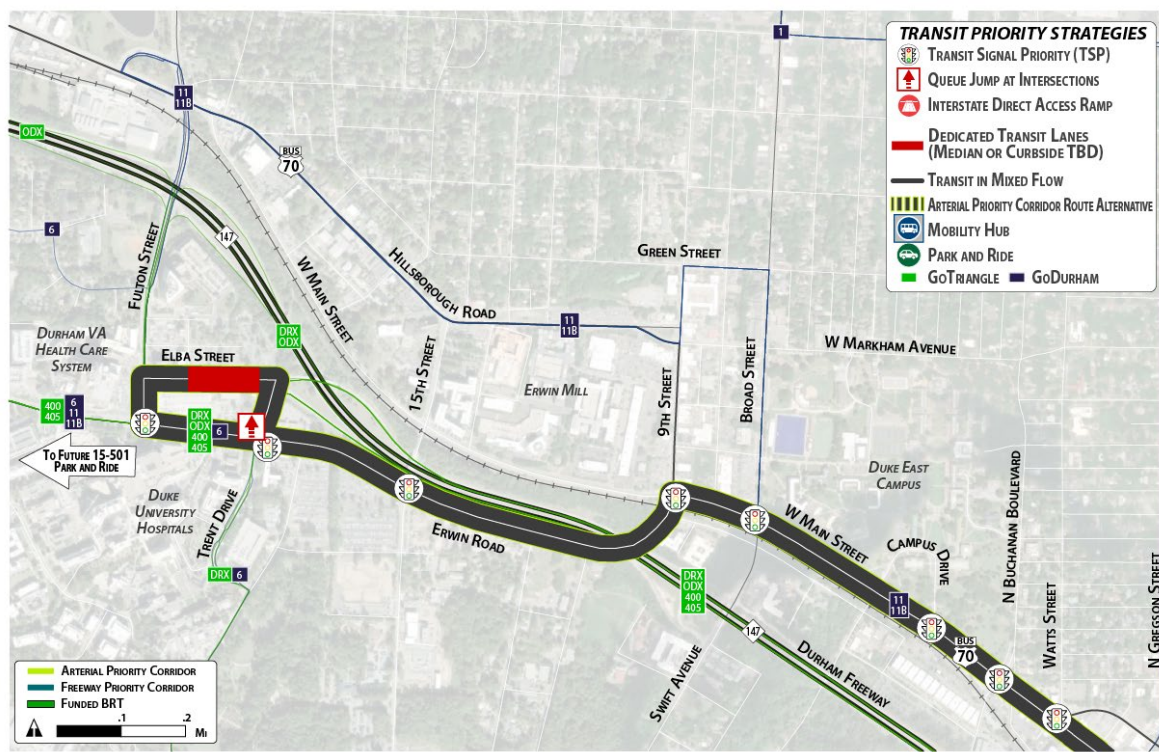 1
TRANSIT PRIORITY STRATEGIES
TRANSIT SIGNAL PRIORITY (TSP)
QUEUE JUMP AT INTERSECTIONS
INTERSTATE DIRECT ACCESS RAMP
DEDICATED TRANSIT LANES
(MEDIAN OR CURBSIDE TBD)
TRANSIT IN MIXED FLOW
ARTERIAL PRIORITY CORRIDOR ROUTE ALTERNATIVE
MOBILITY HUB
PARK AND RIDE
GOTRIANGLE
GODURHAM
11
11B
ODX
BUS
70
6
147
FULTON STREET
W MAIN STREET
HILLSBOROUGH ROAD
GREEN STREET
11
11B
DRX
ODX
DURHAM VA
HEALTH CARE
SYSTEM
ELBA STREET
15TH STREET
ERWIN MILL
9TH STREET
BROAD STREET
W MARKHAM AVENUE
400
405
6
11
11B
DRX
ODX
400
405
6
TO FUTURE 15-501
PARK AND RIDE
DUKE
UNIVERSITY
HOSPITALS
TRENT DRIVE
DRX
6
ERWIN ROAD
DUKE EAST
CAMPUS
W MAIN STREET
CAMPUS DRIVE
N BUCHANAN BOULEVARD
WATTS STREET
N GREGSON STREET
DRX
ODX
400
405
11
11B
147
BUS
70
SWIFT AVENUE
DURHAM FREEWAY
ARTERIAL PRIORITY CORRIDOR
FREEWAY PRIORITY CORRIDOR
FUNDED BRT
.1
.2
MI